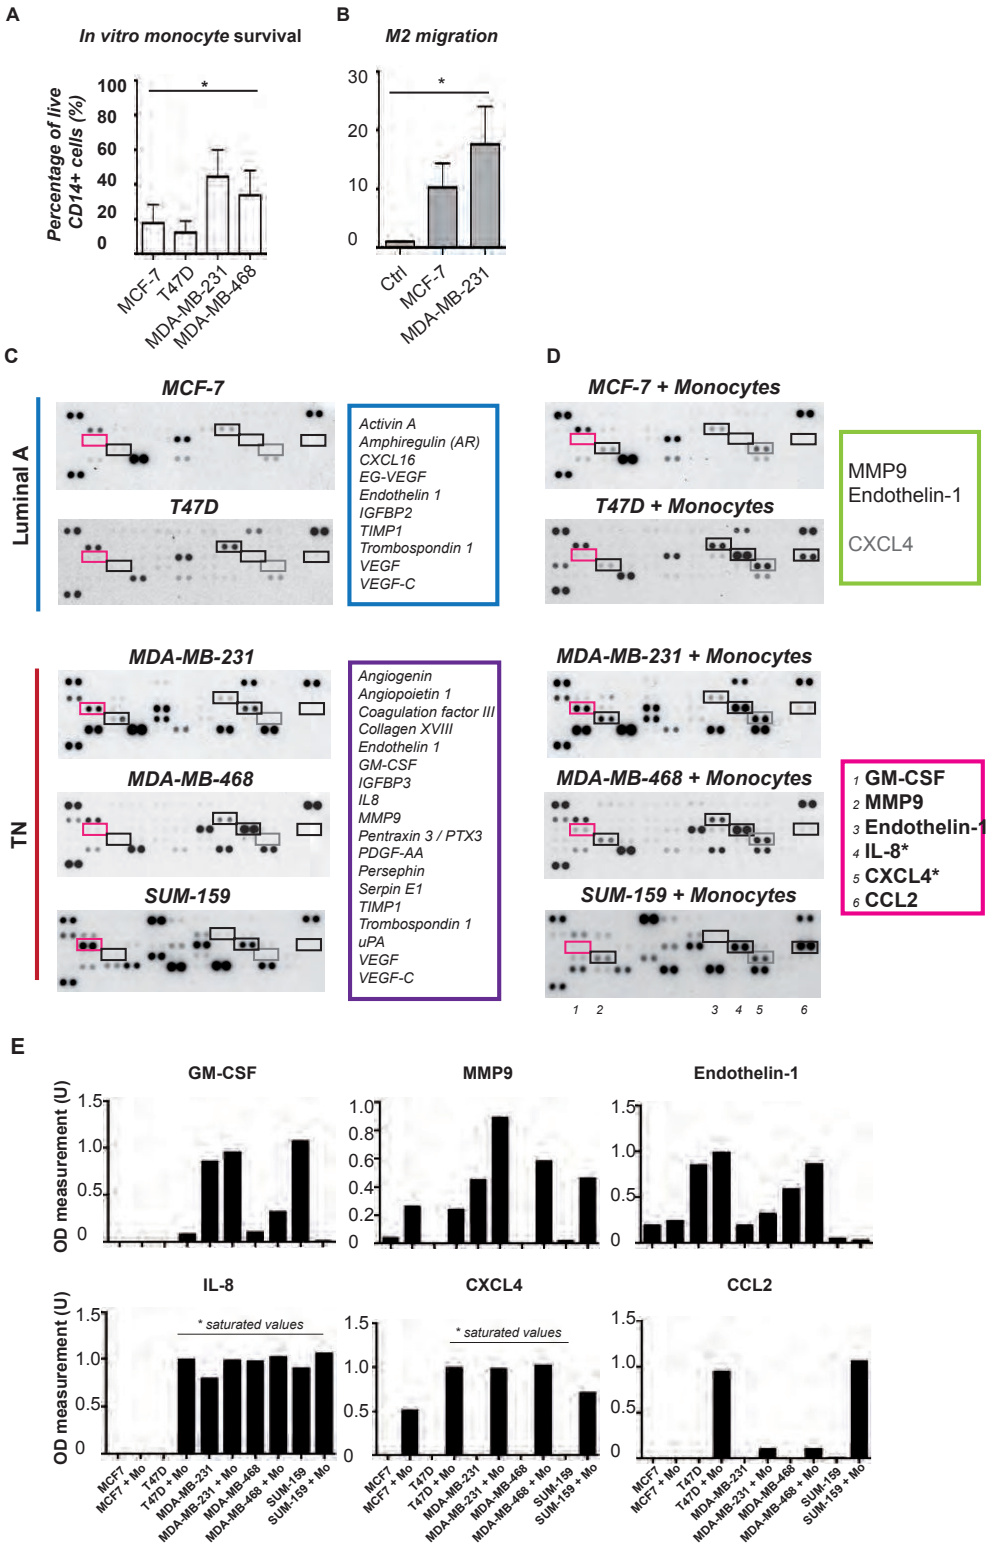 A
In vitro monocyte survival
Percentage of live
CD14+ cells (%)
100
80
60
40
20
0
*
MCF-7
T47D
MDA-MB-231
MDA-MB-468
B
M2 migration
30
20
10
0
*
Ctrl
MCF-7
MDA-MB-231
C
Luminal A
MCF-7
T47D
Activin A
Amphiregulin (AR)
CXCL16
EG-VEGF
Endothelin 1
IGFBP2
TIMP1
Trombospondin 1
VEGF
VEGF-C
TN
MDA-MB-231
MDA-MB-468
SUM-159
Angiogenin
Angiopoietin 1
Coagulation factor III
Collagen XVIII
Endothelin 1
GM-CSF
IGFBP3
IL8
MMP9
Pentraxin 3 / PTX3
PDGF-AA
Persephin
Serpin E1
TIMP1
Trombospondin 1
uPA
VEGF
VEGF-C
D
MCF-7 + Monocytes
T47D + Monocytes
MMP9
Endothelin-1
CXCL4
MDA-MB-231 + Monocytes
MDA-MB-468 + Monocytes
SUM-159 + Monocytes
1 2 3 4 5 6
1 GM-CSF
2 MMP9
3 Endothelin-1
4 IL-8*
5 CXCL4*
6 CCL2
E
GM-CSF
OD measurement (U)
1.5
1.0
0.5
0
MMP9
1.0
0.8
0.6
0.4
0.2
0
Endothelin-1
1.5
1.0
0.5
0
IL-8
OD measurement (U)
1.5
1.0
0.5
0
* saturated values
MCF7
MCF7 + Mo
T47D
T47D + Mo
MDA-MB-231
MDA-MB-231 + Mo
MDA-MB-468
MDA-MB-468 + Mo
SUM-159
SUM-159 + Mo
CXCL4
1.5
1.0
0.5
0
* saturated values
MCF7
MCF7 + Mo
T47D
T47D + Mo
MDA-MB-231
MDA-MB-231 + Mo
MDA-MB-468
MDA-MB-468 + Mo
SUM-159
SUM-159 + Mo
CCL2
1.5
1.0
0.5
0
MCF7
MCF7 + Mo
T47D
T47D + Mo
MDA-MB-231
MDA-MB-231 + Mo
MDA-MB-468
MDA-MB-468 + Mo
SUM-159
SUM-159 + Mo